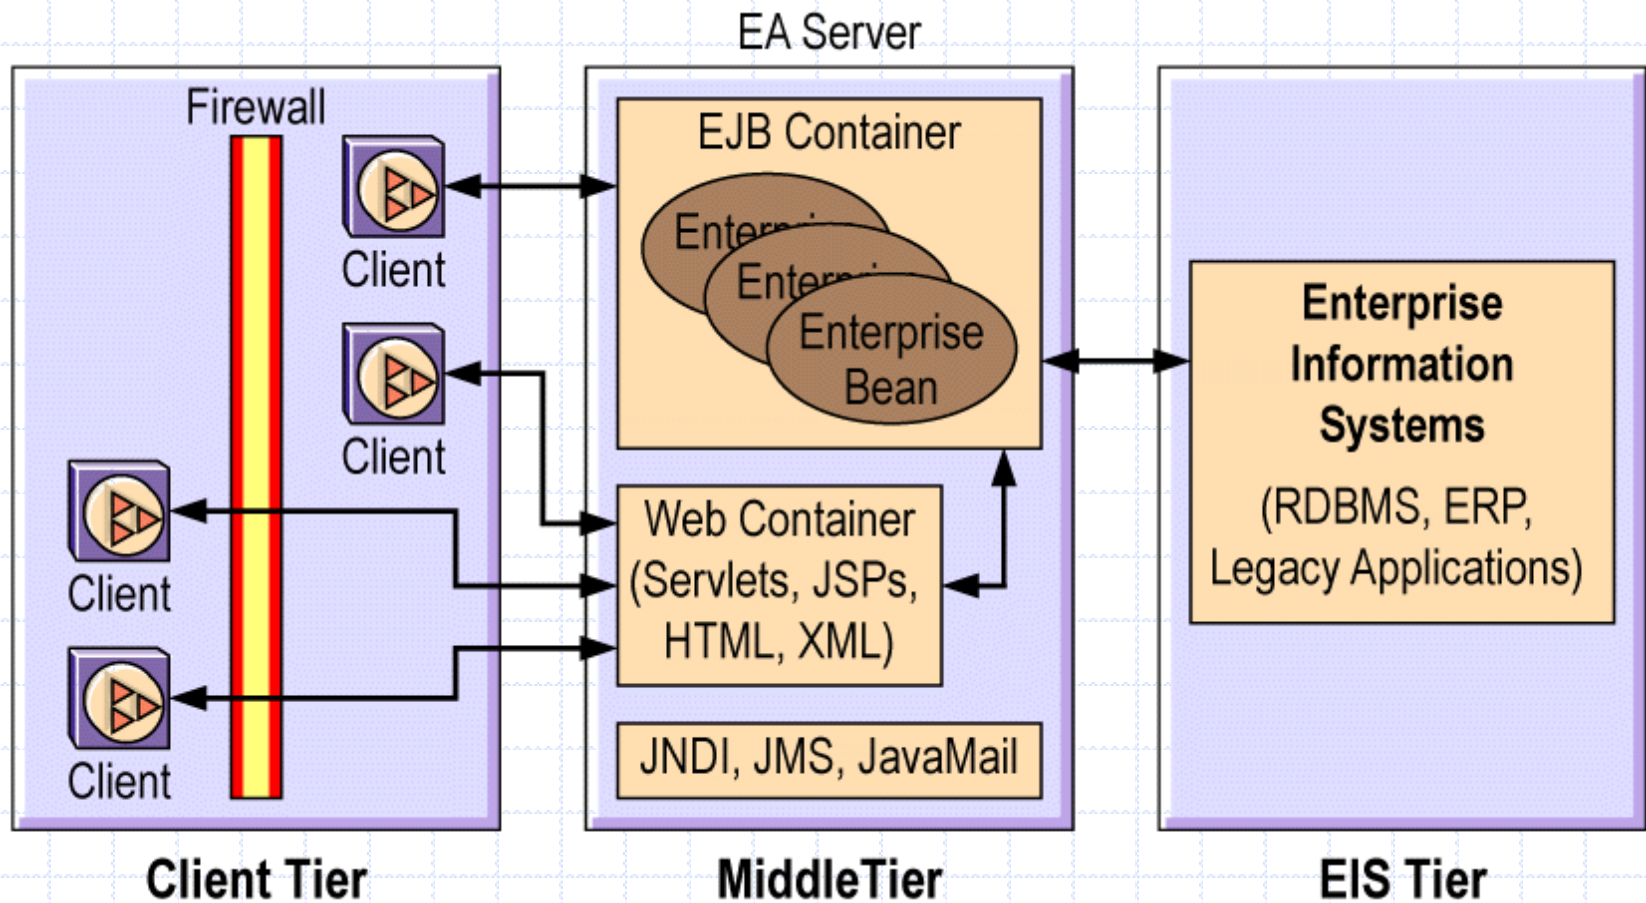 EA Server
Firewall
Client
Client
Client
Client
Client Tier
EJB Container
Enterprise
Bean
Web Container
(Servlets, JSPs,
HTML, XML)
JNDI, JMS, JavaMail
MiddleTier
Enterprise
Information
Systems
(RDBMS, ERP,
Legacy Applications)
EIS Tier